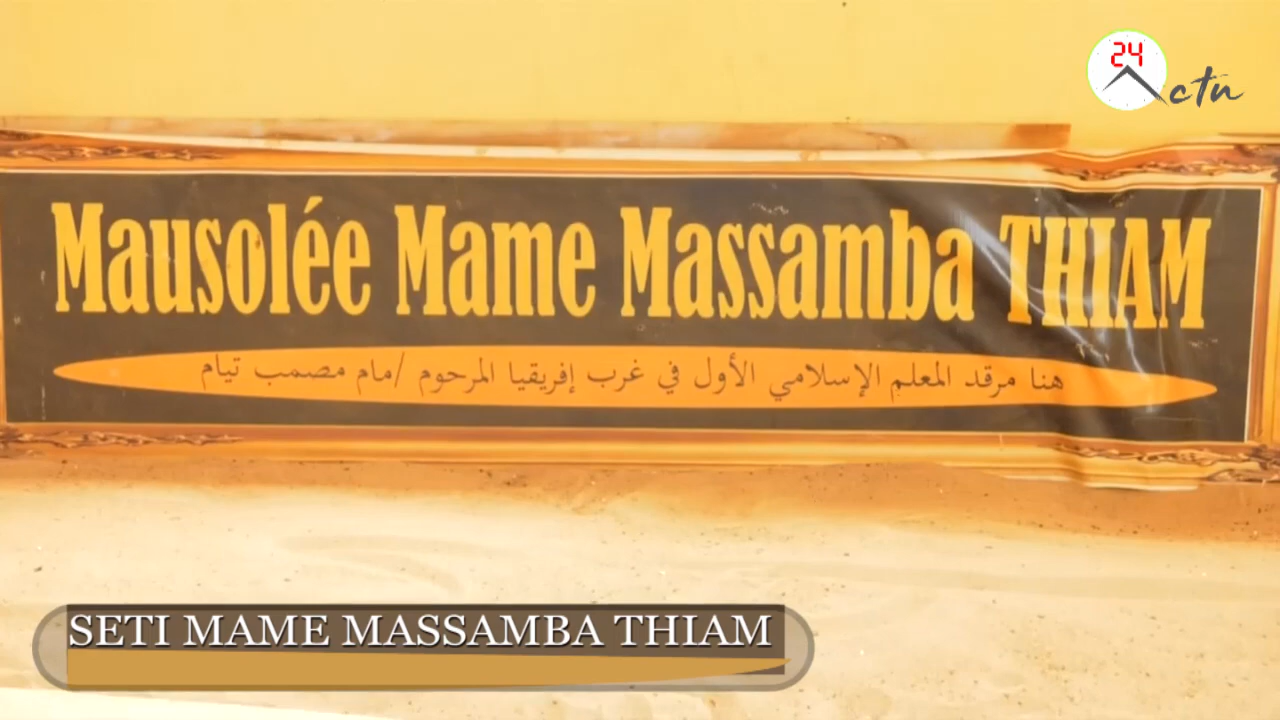 24 Actu
Mausolée Mame Massamba THIAM
هنا مرقد المعلم الإسلامي الأول في غرب إفريقيا المرحوم /مام مصمب تيام
SETI MAME MASSAMBA THIAM